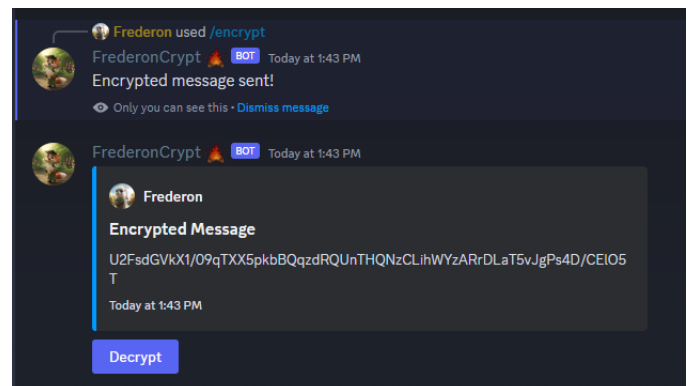 Frederon used /encrypt
FrederonCrypt 🔥 BOT Today at 1:43 PM
Encrypted message sent!
Only you can see this • Dismiss message
FrederonCrypt 🔥 BOT Today at 1:43 PM
Frederon
Encrypted Message
U2FsdGVkX1/09qTXX5pkbBQqzdRQUnTHQNzCLihWYzARrDLaT5vJgPs4D/CElO5
T
Today at 1:43 PM
Decrypt